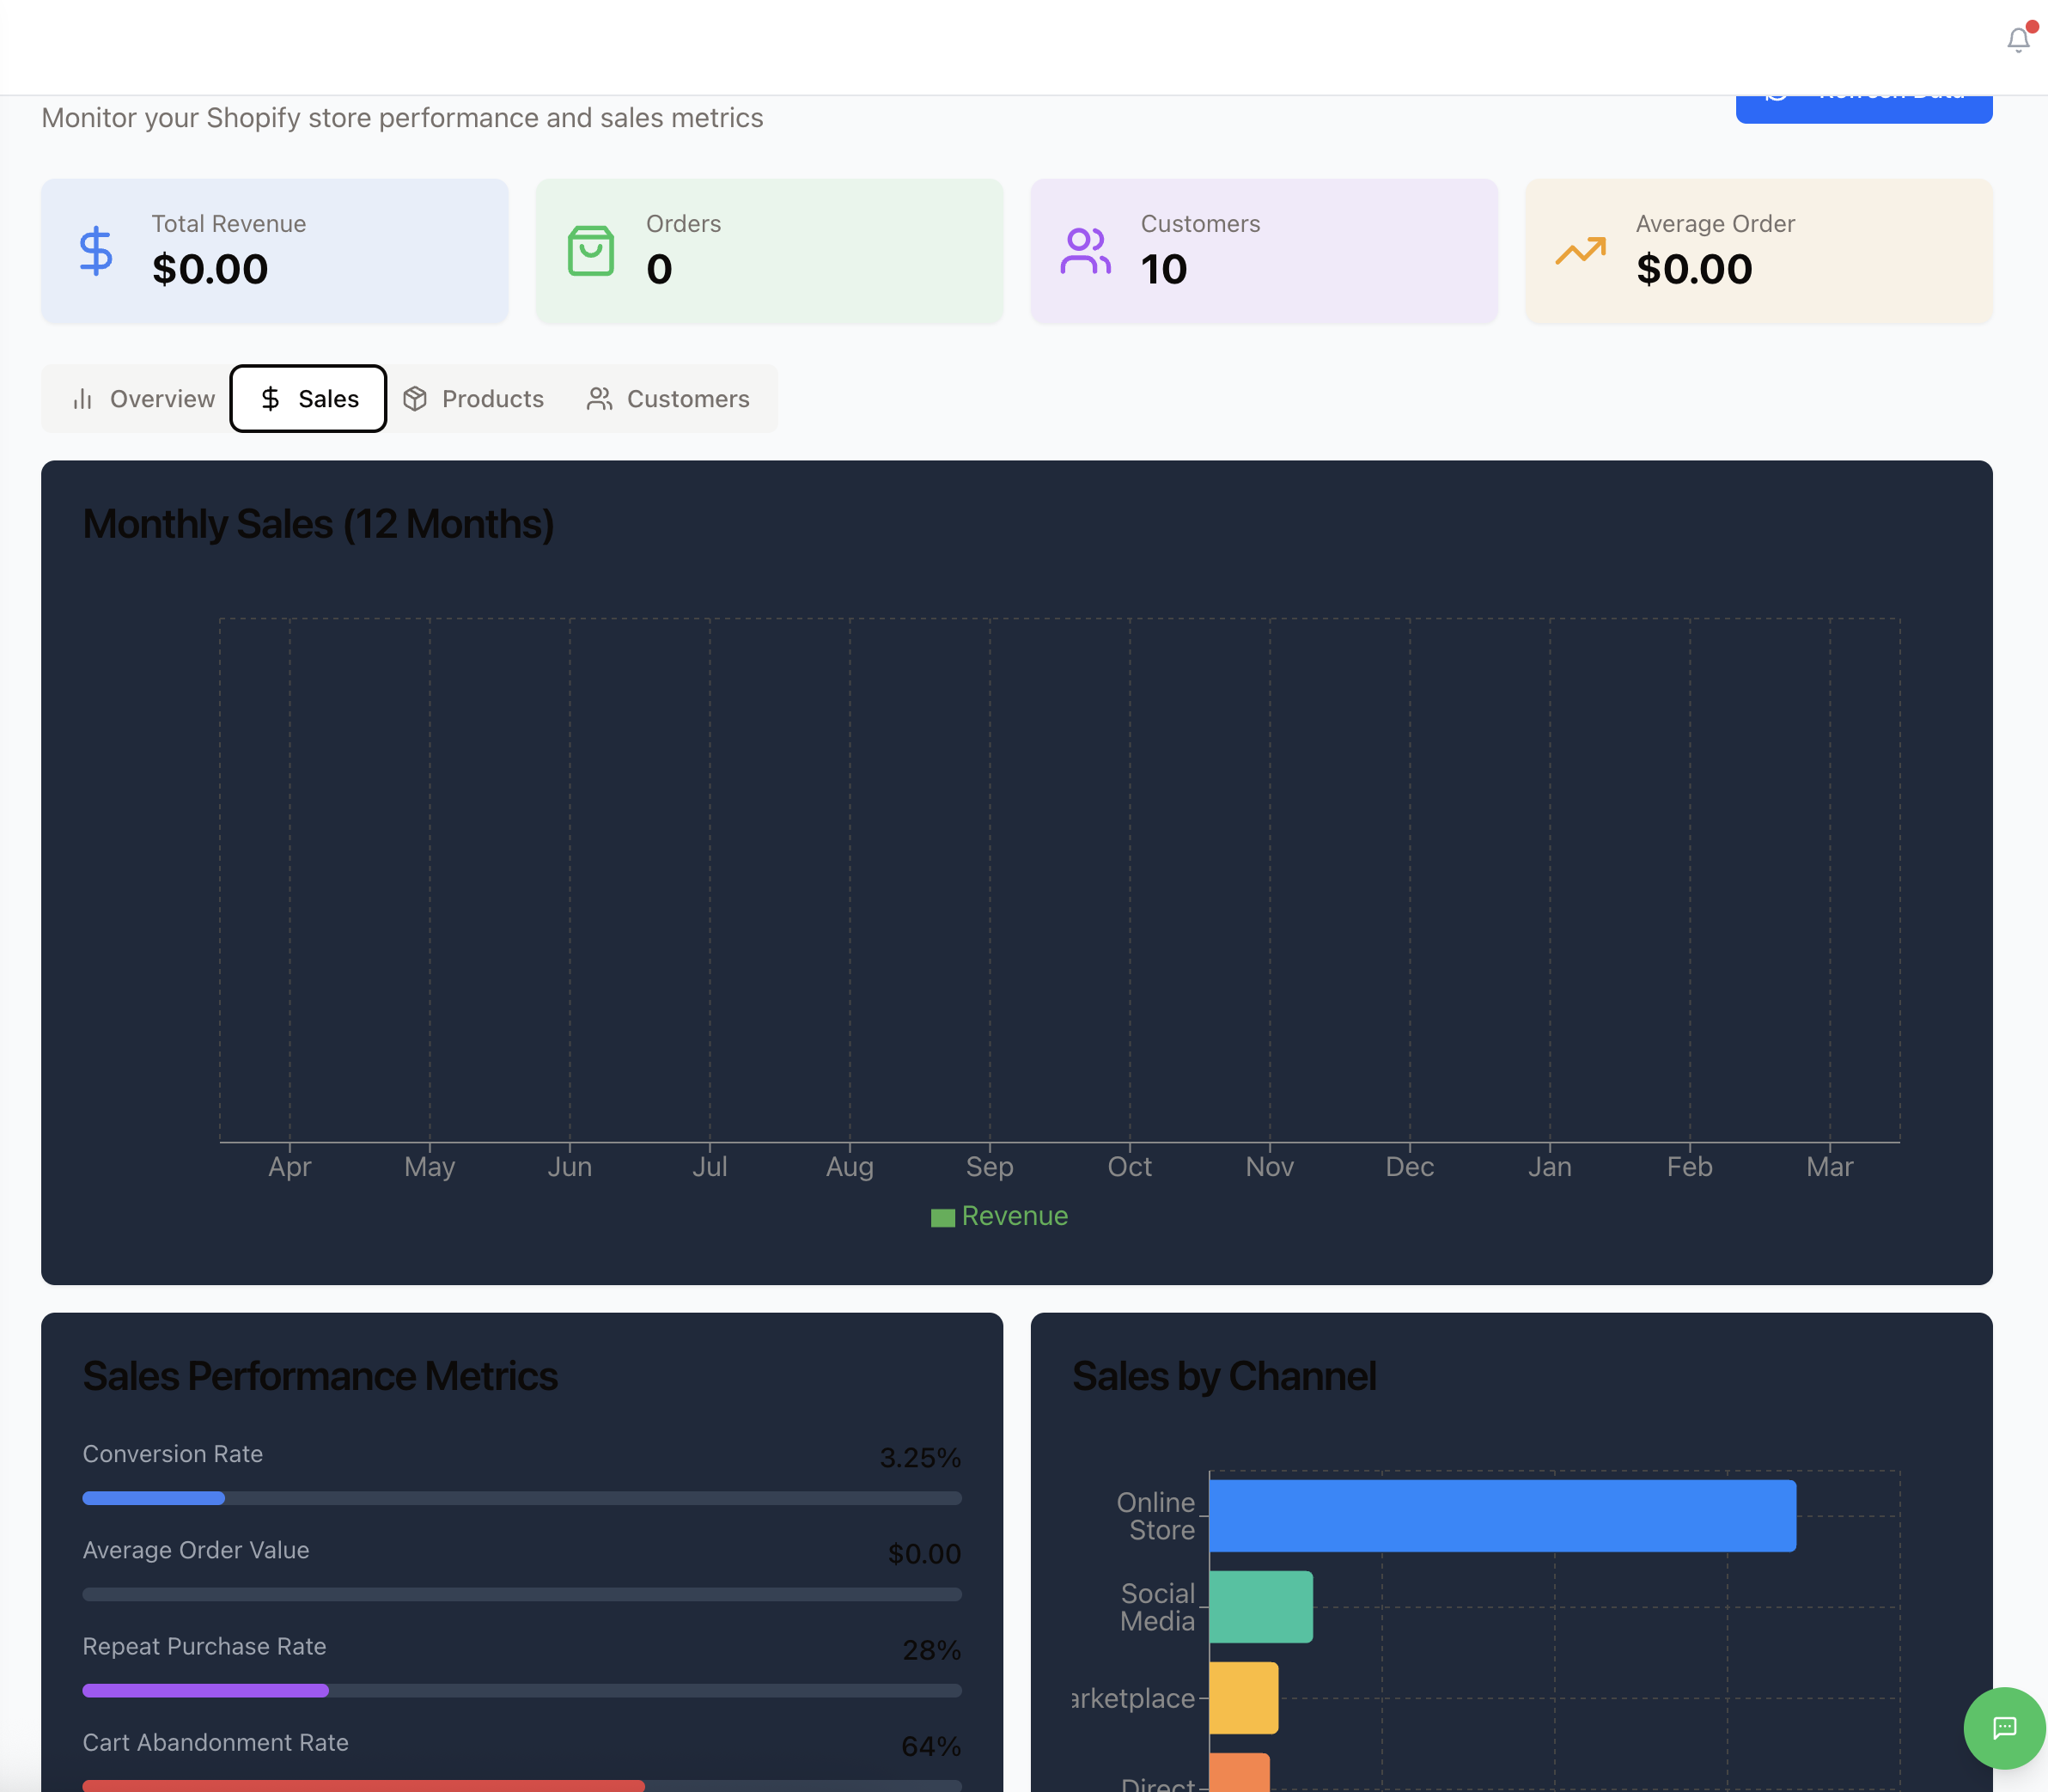 Monitor your Shopify store performance and sales metrics
Total Revenue
$0.00
Orders
0
Customers
10
Average Order
$0.00
Overview
Sales
Products
Customers
Monthly Sales (12 Months)
Apr May Jun Jul Aug Sep Oct Nov Dec Jan Feb Mar
Revenue
Sales Performance Metrics
Conversion Rate
3.25%
Average Order Value
$0.00
Repeat Purchase Rate
28%
Cart Abandonment Rate
64%
Sales by Channel
Online
Store
Social
Media
arketplace
Direct